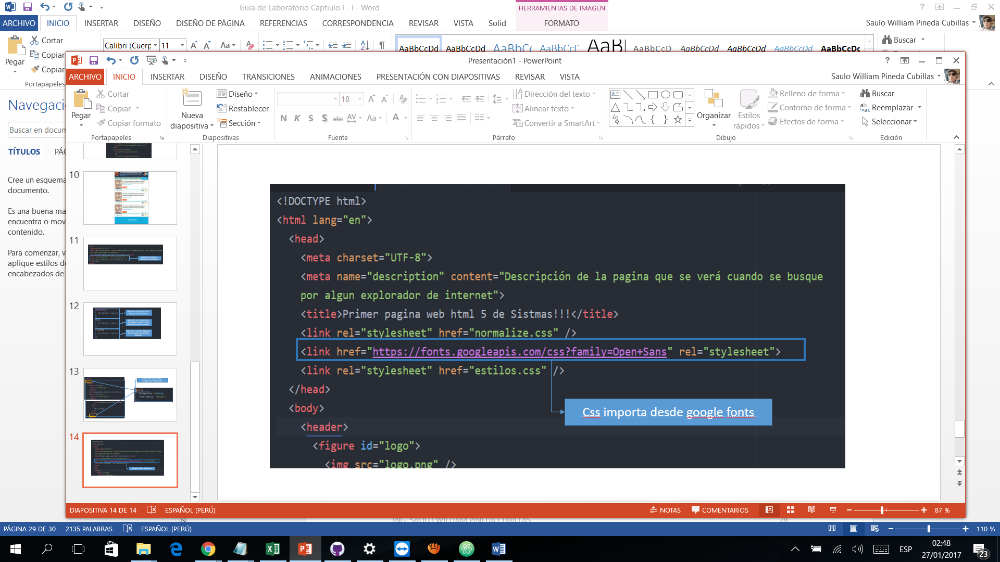 Guia de Laboratorio Captiulo I - I - Word
HERRAMIENTAS DE IMAGEN
ARCHIVO INICIO INSERTAR DISEÑO DISEÑO DE PÁGINA REFERENCIAS CORRESPONDENCIA REVISAR VISTA Solid FORMATO
Saulo William Pineda Cubillas
Pegar
Cortar
Copiar
Copiar
Portapapeles
Calibri (Cuerp 11
AaBbCcDd AaBbCcDd AaBbC AaBbCcD AaB AaBbCcD AaBbCcDd AaBbCcDd AaBbCcDd AaBbCcDc
Buscar
Presentación1 - PowerPoint
ARCHIVO INICIO INSERTAR DISEÑO TRANSICIONES ANIMACIONES PRESENTACIÓN CON DIAPOSITIVAS REVISAR VISTA
Saulo William Pineda Cubillas
Pegar
Cortar
Copiar
Copiar formato
Portapapeles
Nueva
diapositiva
Diseño
Restablecer
Sección
Diapositivas
18
N K S S abc AV Aa A
Fuente
Dirección del texto
Alinear texto
Convertir a SmartArt
Párrafo
Organizar
Estilos
rápidos
Relleno de forma
Contorno de forma
Efectos de forma
Dibujo
Buscar
Reemplazar
Seleccionar
Edición
Navegaci
Buscar en docum
TÍTULOS PÁG
Cree un esquema
documento.
Es una buena ma
encuentra o mov
contenido.
Para comenzar, v
aplique estilos d
encabezados de
10
11
12
13
14
<!DOCTYPE html>
<html lang="en">
<head>
<meta charset="UTF-8">
<meta name="description" content="Descripción de la pagina que se verá cuando se busque
por algun explorador de internet">
<title>Primer pagina web html 5 de Sistmas!!!</title>
<link rel="stylesheet" href="normalize.css" />
<link href="https://fonts.googleapis.com/css?family=Open+Sans" rel="stylesheet">
<link rel="stylesheet" href="estilos.css" />
</head>
<body>
Css importa desde google fonts
<header>
<figure id="logo">
<img src="logo.png" />
DIAPOSITIVA 14 DE 14 ESPAÑOL (PERÚ) NOTAS COMENTARIOS 87 %
ING. SAULO WILLIAM PINEDA CUBILLAS 28
PÁGINA 29 DE 30 2135 PALABRAS ESPAÑOL (PERÚ) 110 %
ESP
02:48
27/01/2017
23